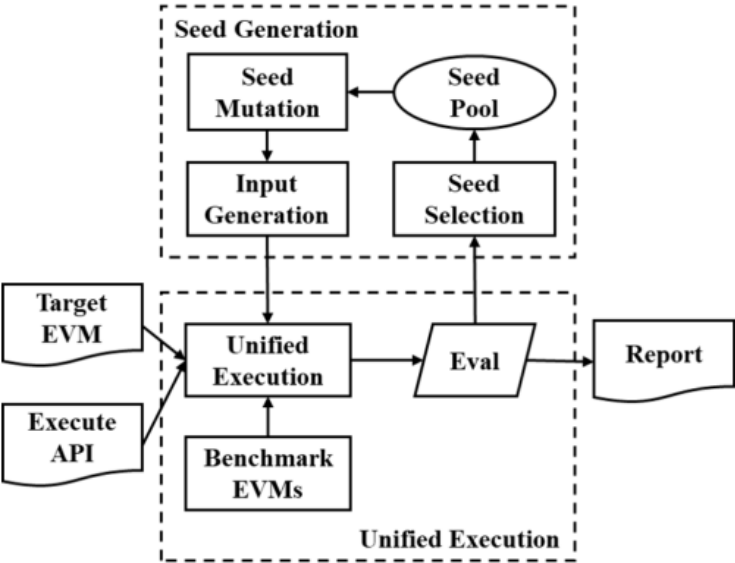 Seed Generation
Seed
Mutation
Seed
Pool
Input
Generation
Seed
Selection
Target
EVM
Execute
API
Unified
Execution
Eval
Report
Benchmark
EVMs
Unified Execution